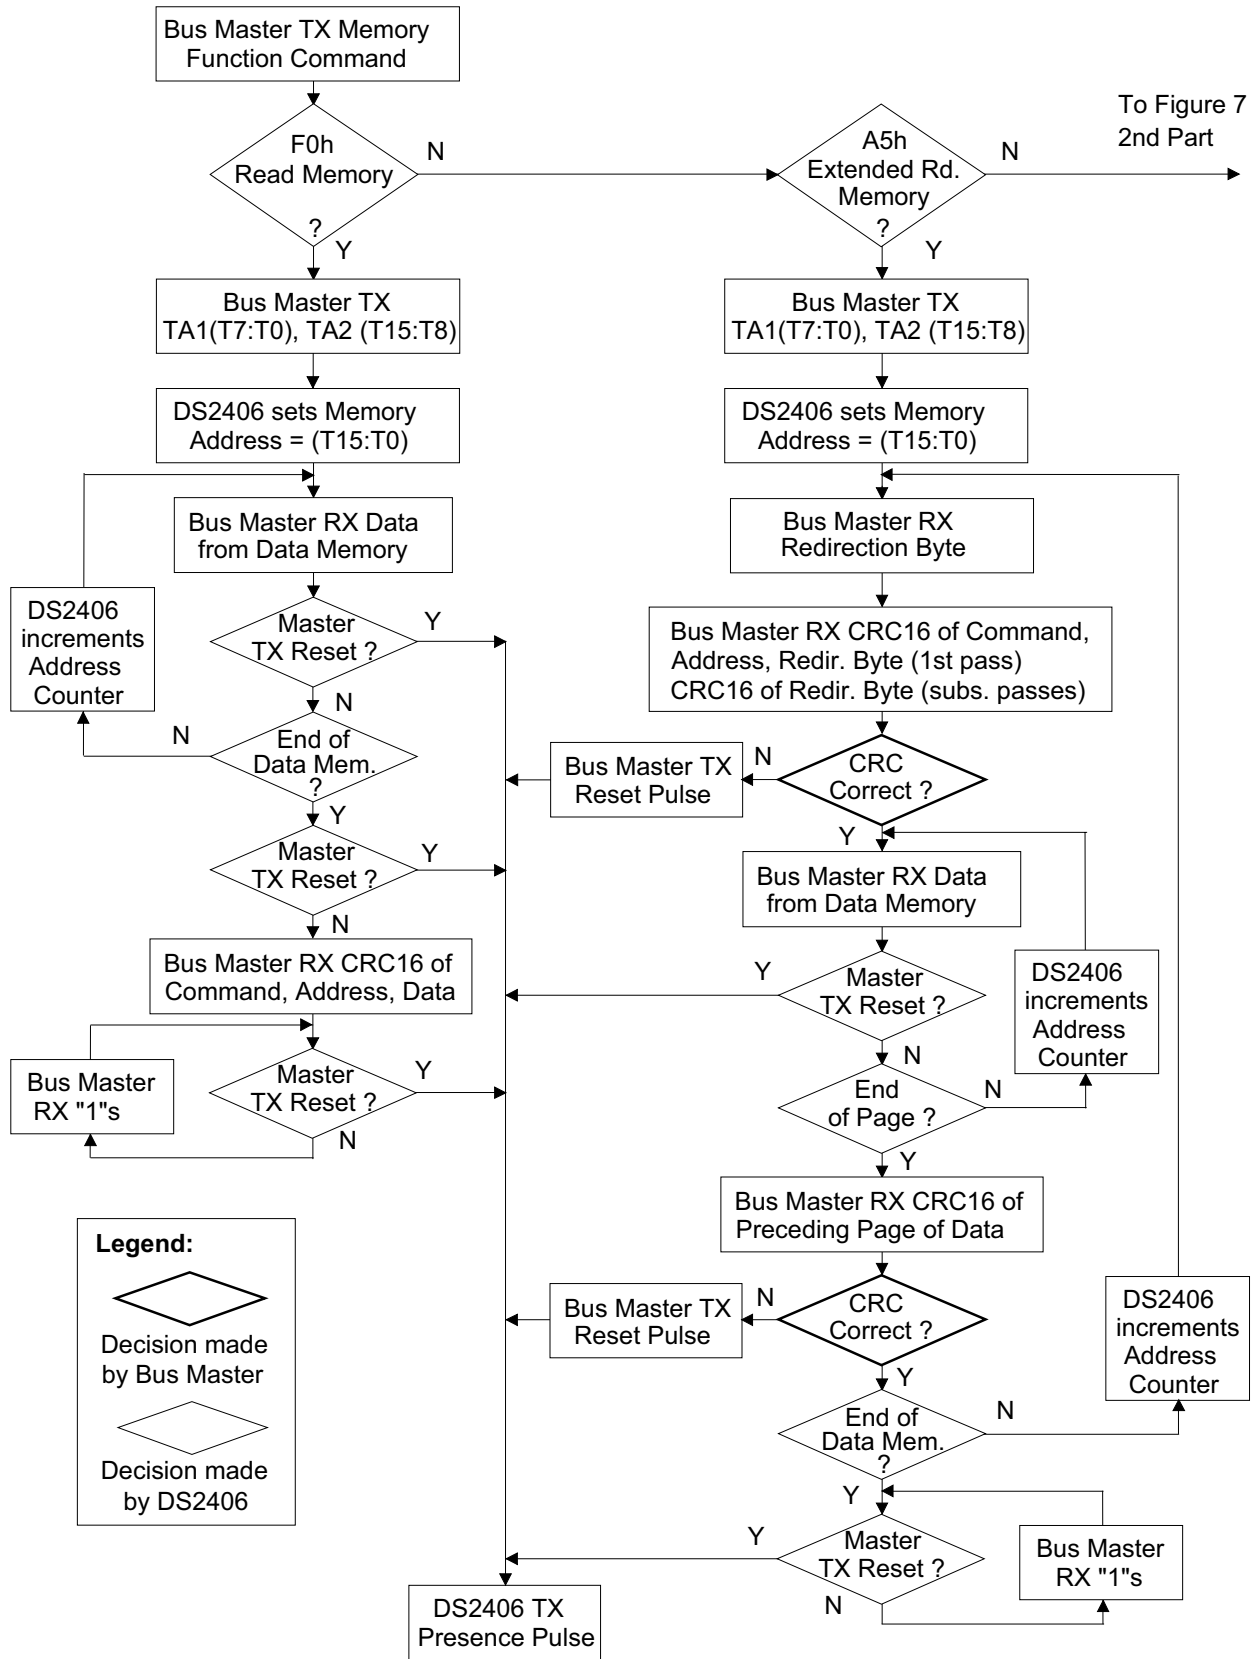 Bus Master TX Memory
Function Command
To Figure 7
2nd Part
F0h
Read Memory
?
N
Y
A5h
Extended Rd.
Memory
?
N
Y
Bus Master TX
TA1(T7:T0), TA2 (T15:T8)
DS2406 sets Memory
Address = (T15:T0)
Bus Master RX Data
from Data Memory
DS2406
increments
Address
Counter
Master
TX Reset ?
Y
N
End of
Data Mem.
?
N
Y
Master
TX Reset ?
Y
N
Bus Master RX CRC16 of
Command, Address, Data
Bus Master
RX "1"s
Master
TX Reset ?
Y
N
Bus Master TX
TA1(T7:T0), TA2 (T15:T8)
DS2406 sets Memory
Address = (T15:T0)
Bus Master RX
Redirection Byte
Bus Master RX CRC16 of Command,
Address, Redir. Byte (1st pass)
CRC16 of Redir. Byte (subs. passes)
CRC
Correct ?
N
Y
Bus Master TX
Reset Pulse
Bus Master RX Data
from Data Memory
Master
TX Reset ?
Y
N
DS2406
increments
Address
Counter
End
of Page ?
N
Y
Bus Master RX CRC16 of
Preceding Page of Data
CRC
Correct ?
N
Y
Bus Master TX
Reset Pulse
DS2406
increments
Address
Counter
End of
Data Mem.
?
N
Y
Master
TX Reset ?
Y
N
Bus Master
RX "1"s
DS2406 TX
Presence Pulse
Legend:
Decision made
by Bus Master
Decision made
by DS2406